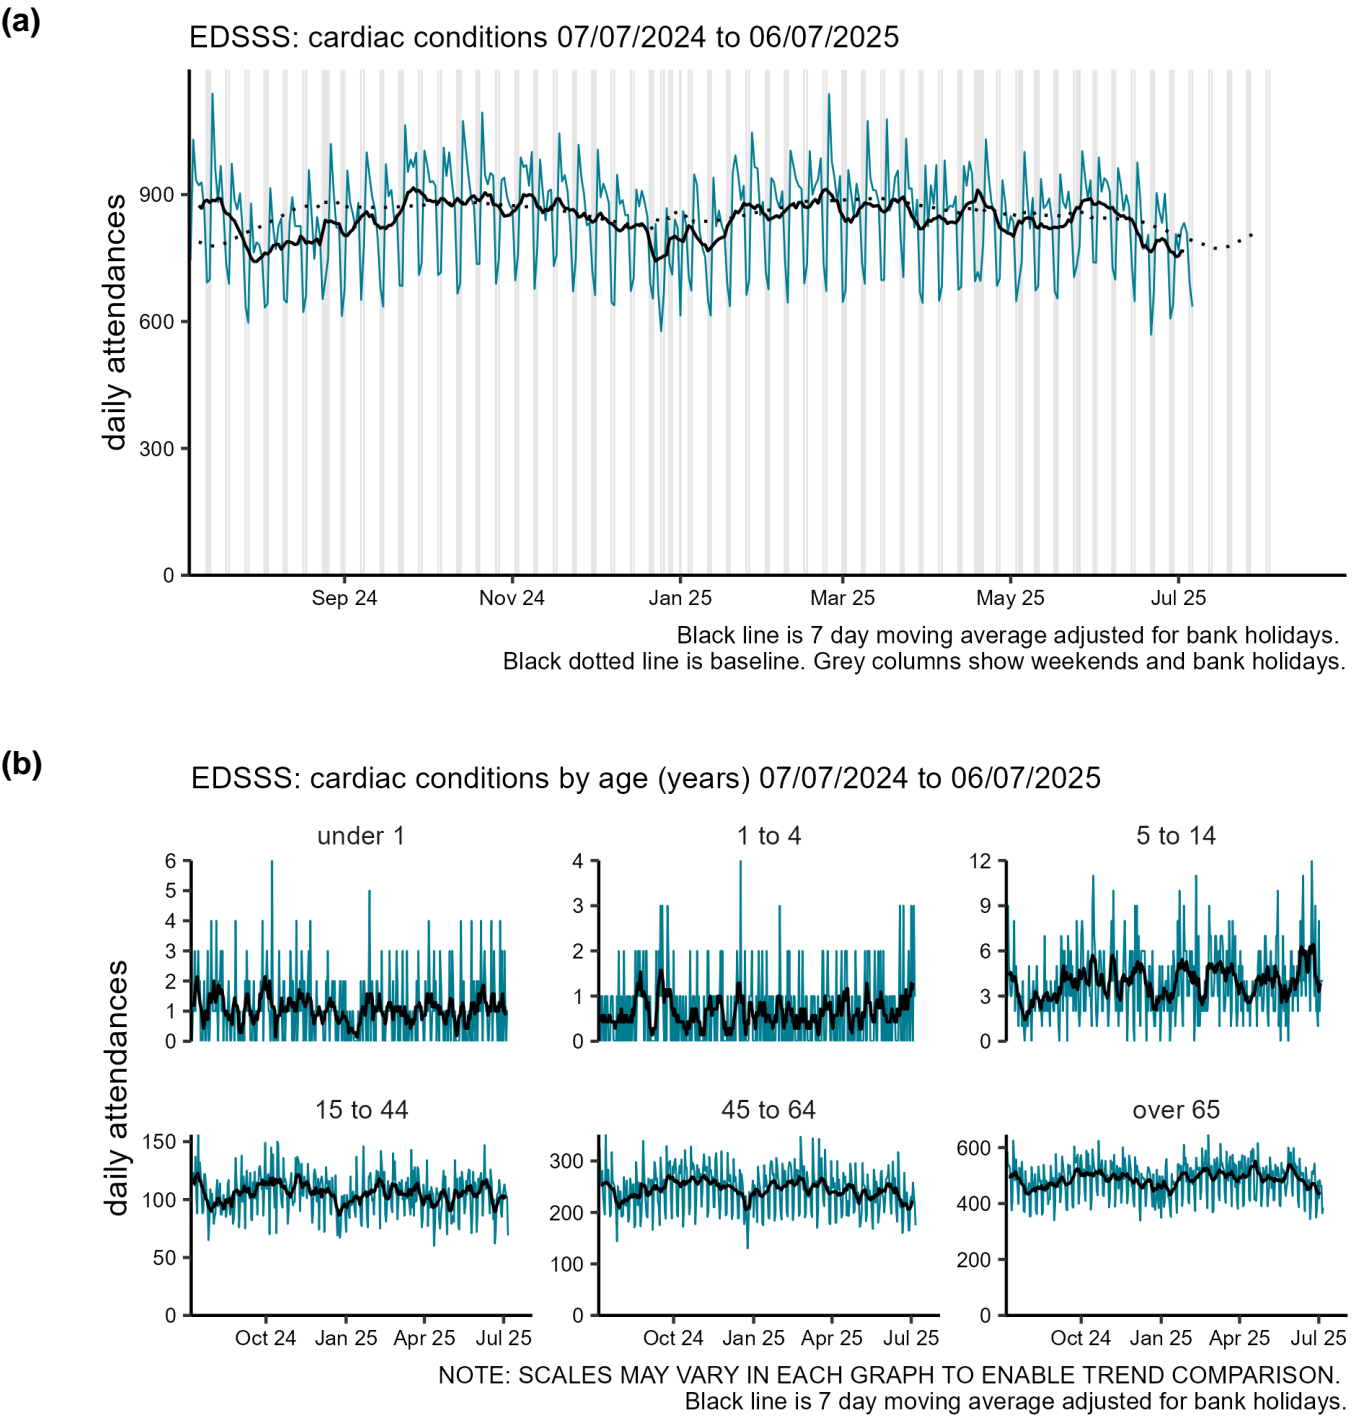 (a)
EDSSS: cardiac conditions 07/07/2024 to 06/07/2025
daily attendances
900
600
300
0
Sep 24 Nov 24 Jan 25 Mar 25 May 25 Jul 25
Black line is 7 day moving average adjusted for bank holidays.
Black dotted line is baseline. Grey columns show weekends and bank holidays.
(b)
EDSSS: cardiac conditions by age (years) 07/07/2024 to 06/07/2025
daily attendances
under 1
6
5
4
3
2
1
0
1 to 4
4
3
2
1
0
5 to 14
12
9
6
3
0
15 to 44
150
100
50
0
Oct 24 Jan 25 Apr 25 Jul 25
45 to 64
300
200
100
0
Oct 24 Jan 25 Apr 25 Jul 25
over 65
600
400
200
0
Oct 24 Jan 25 Apr 25 Jul 25
NOTE: SCALES MAY VARY IN EACH GRAPH TO ENABLE TREND COMPARISON.
Black line is 7 day moving average adjusted for bank holidays.